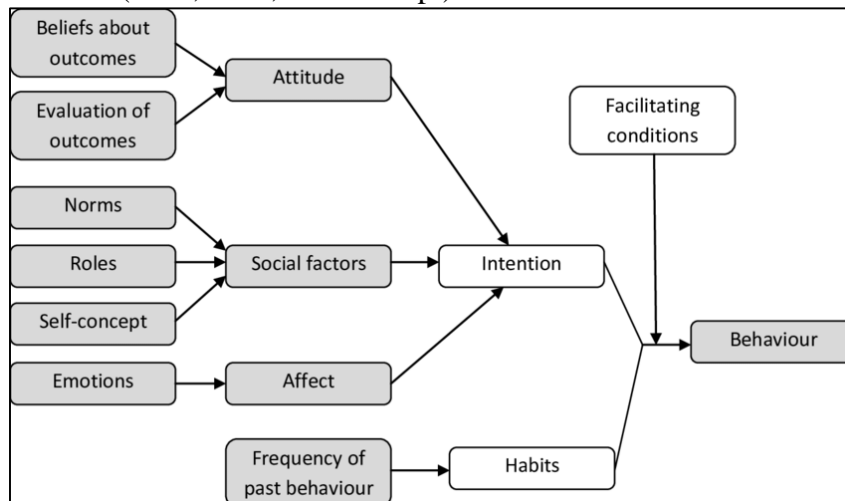 Beliefs about
outcomes
Attitude
Evaluation of
outcomes
Facilitating
conditions
Norms
Roles
Social factors
Intention
Self-concept
Behaviour
Emotions
Affect
Frequency of
past behaviour
Habits